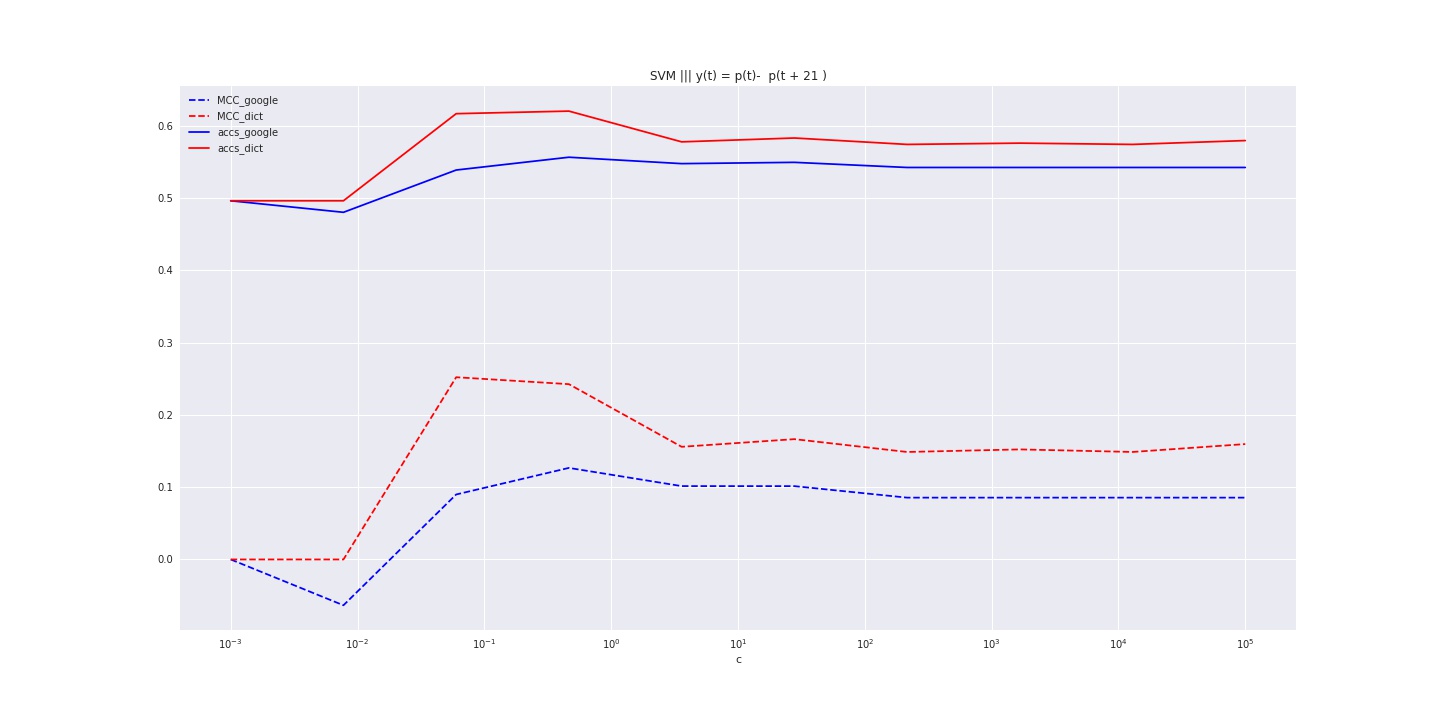 SVM ||| y(t) = p(t)-  p(t + 21 )
MCC_google
MCC_dict
accs_google
accs_dict
0.6
0.5
0.4
0.3
0.2
0.1
0.0
10⁻³ 10⁻² 10⁻¹ 10⁰ 10¹ 10² 10³ 10⁴ 10⁵
c